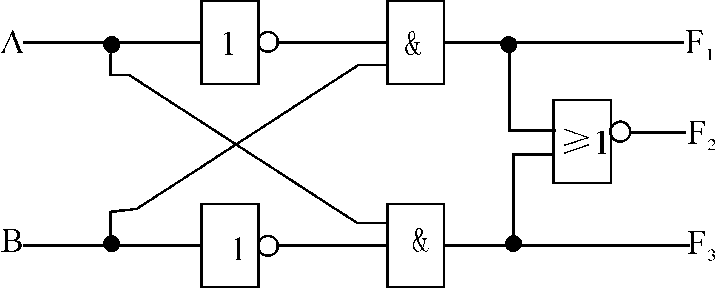 A 1 & F₁
≥1 F₂
B 1 & F₃